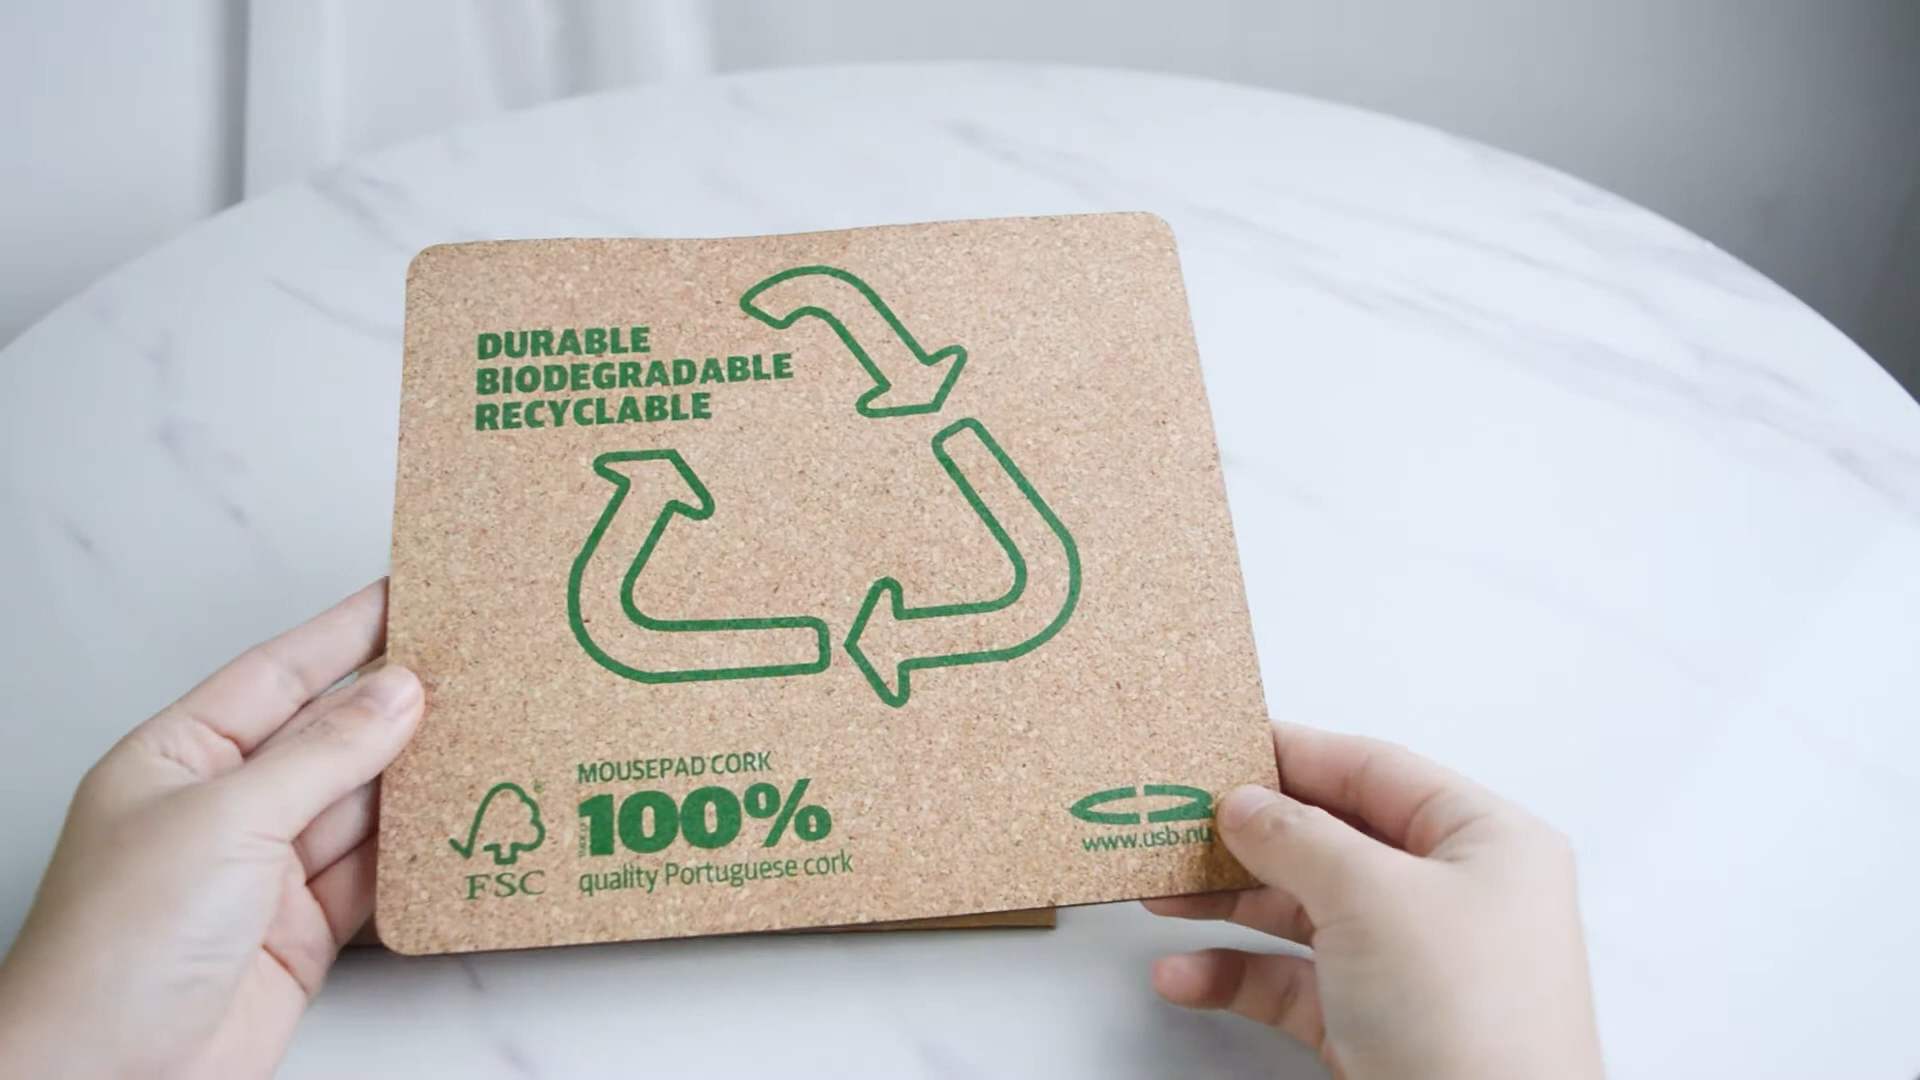 DURABLE
BIODEGRADABLE
RECYCLABLE
MOUSEPAD CORK
100%
quality Portuguese cork
FSC
www.usb.nu